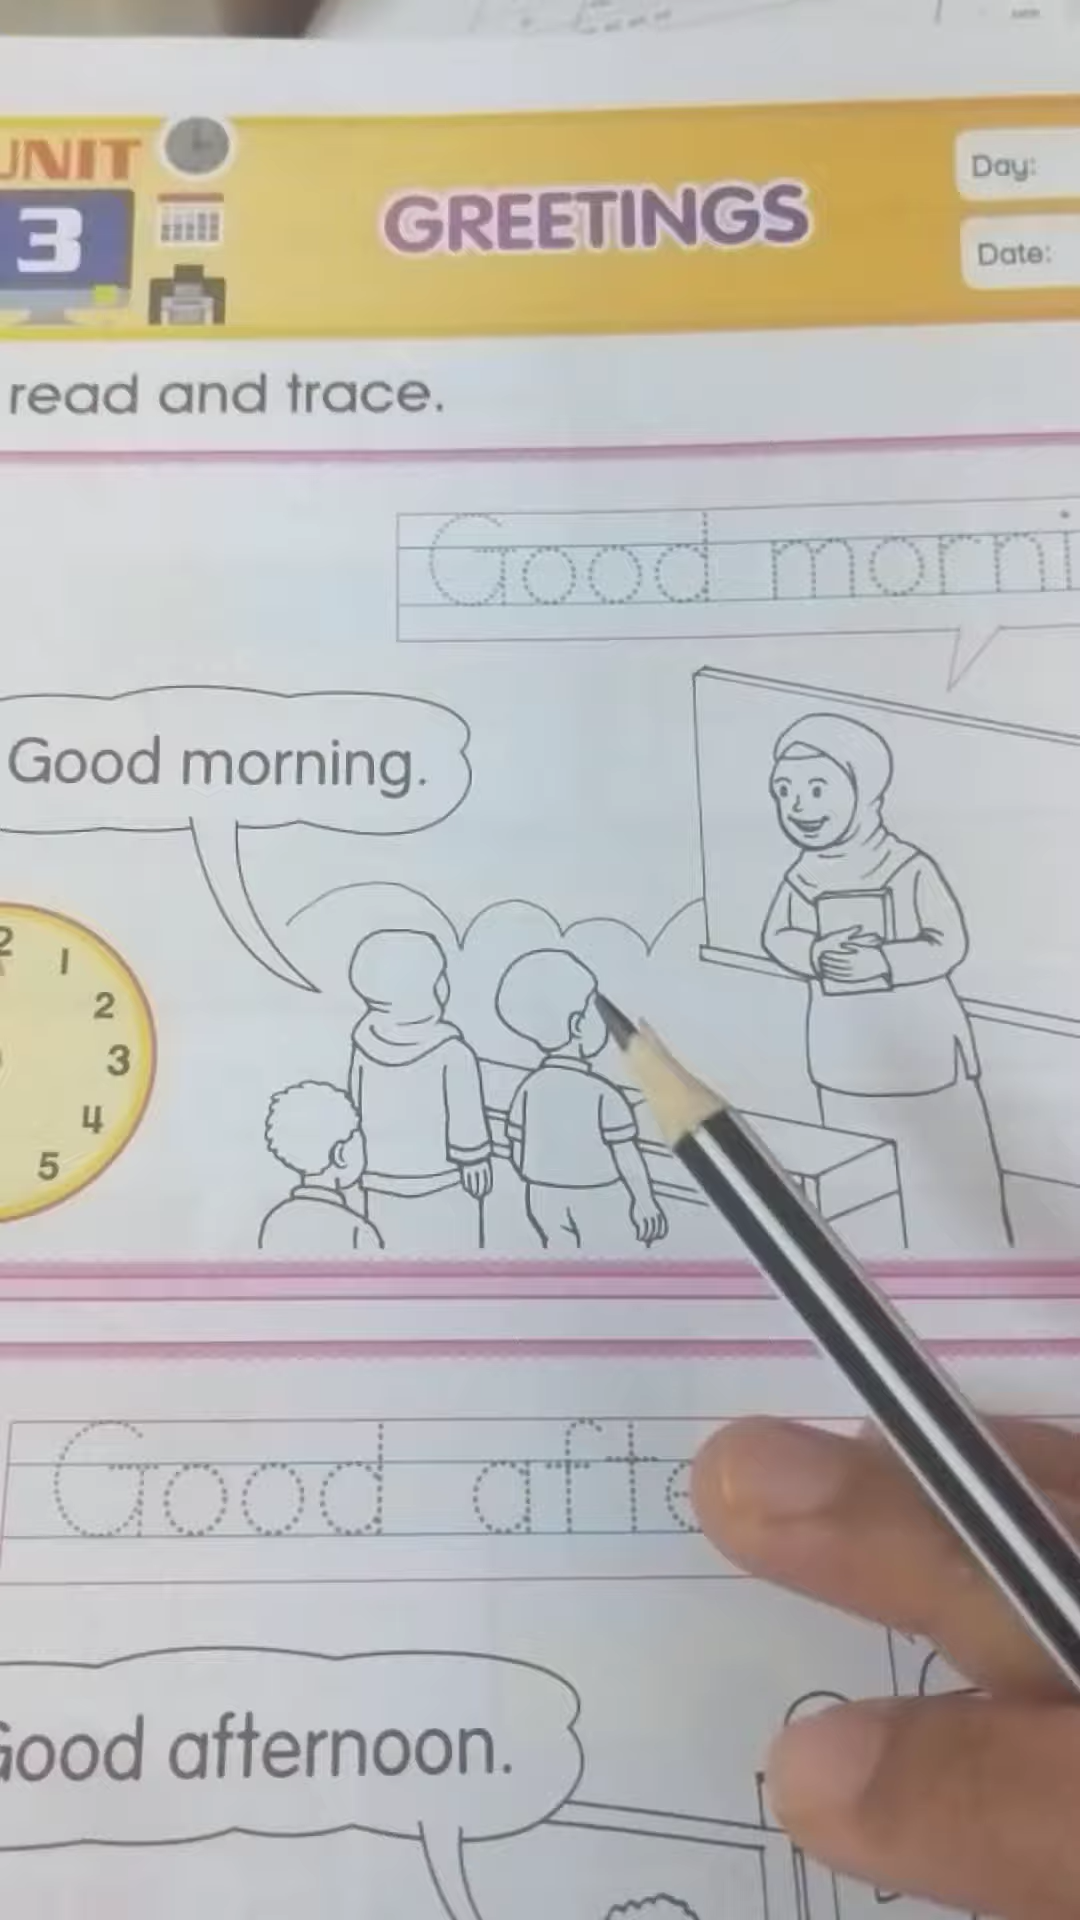 UNIT
3
GREETINGS
Day:
Date:
read and trace.
Good morni
Good morning.
1
2
3
4
5
Good afte
Good afternoon.